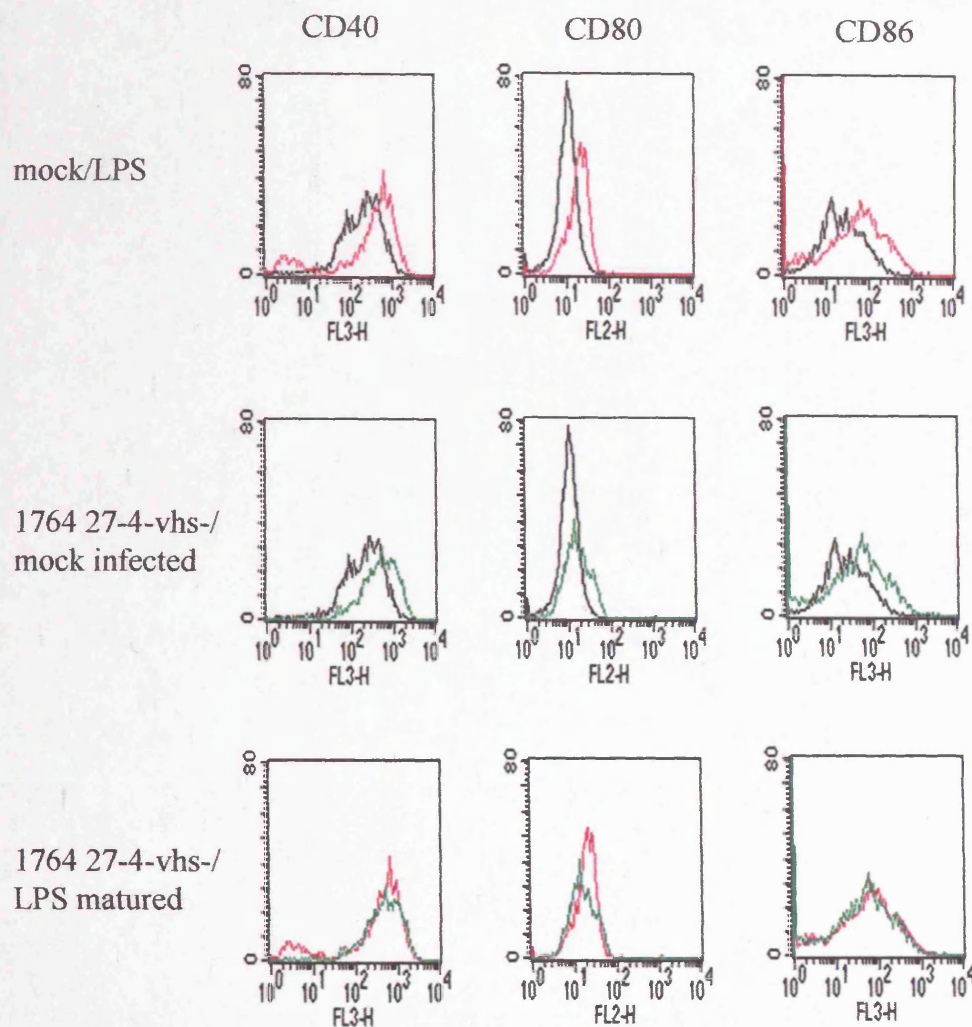 CD40 CD80 CD86
mock/LPS
80 80 80
0 0 0
10^0 10^1 10^2 10^3 10^4 10^0 10^1 10^2 10^3 10^4 10^0 10^1 10^2 10^3 10^4
FL3-H FL2-H FL3-H
1764 27-4-vhs-/
mock infected
80 80 80
0 0 0
10^0 10^1 10^2 10^3 10^4 10^0 10^1 10^2 10^3 10^4 10^0 10^1 10^2 10^3 10^4
FL3-H FL2-H FL3-H
1764 27-4-vhs-/
LPS matured
80 80 80
0 0 0
10^0 10^1 10^2 10^3 10^4 10^0 10^1 10^2 10^3 10^4 10^0 10^1 10^2 10^3 10^4
FL3-H FL2-H FL3-H